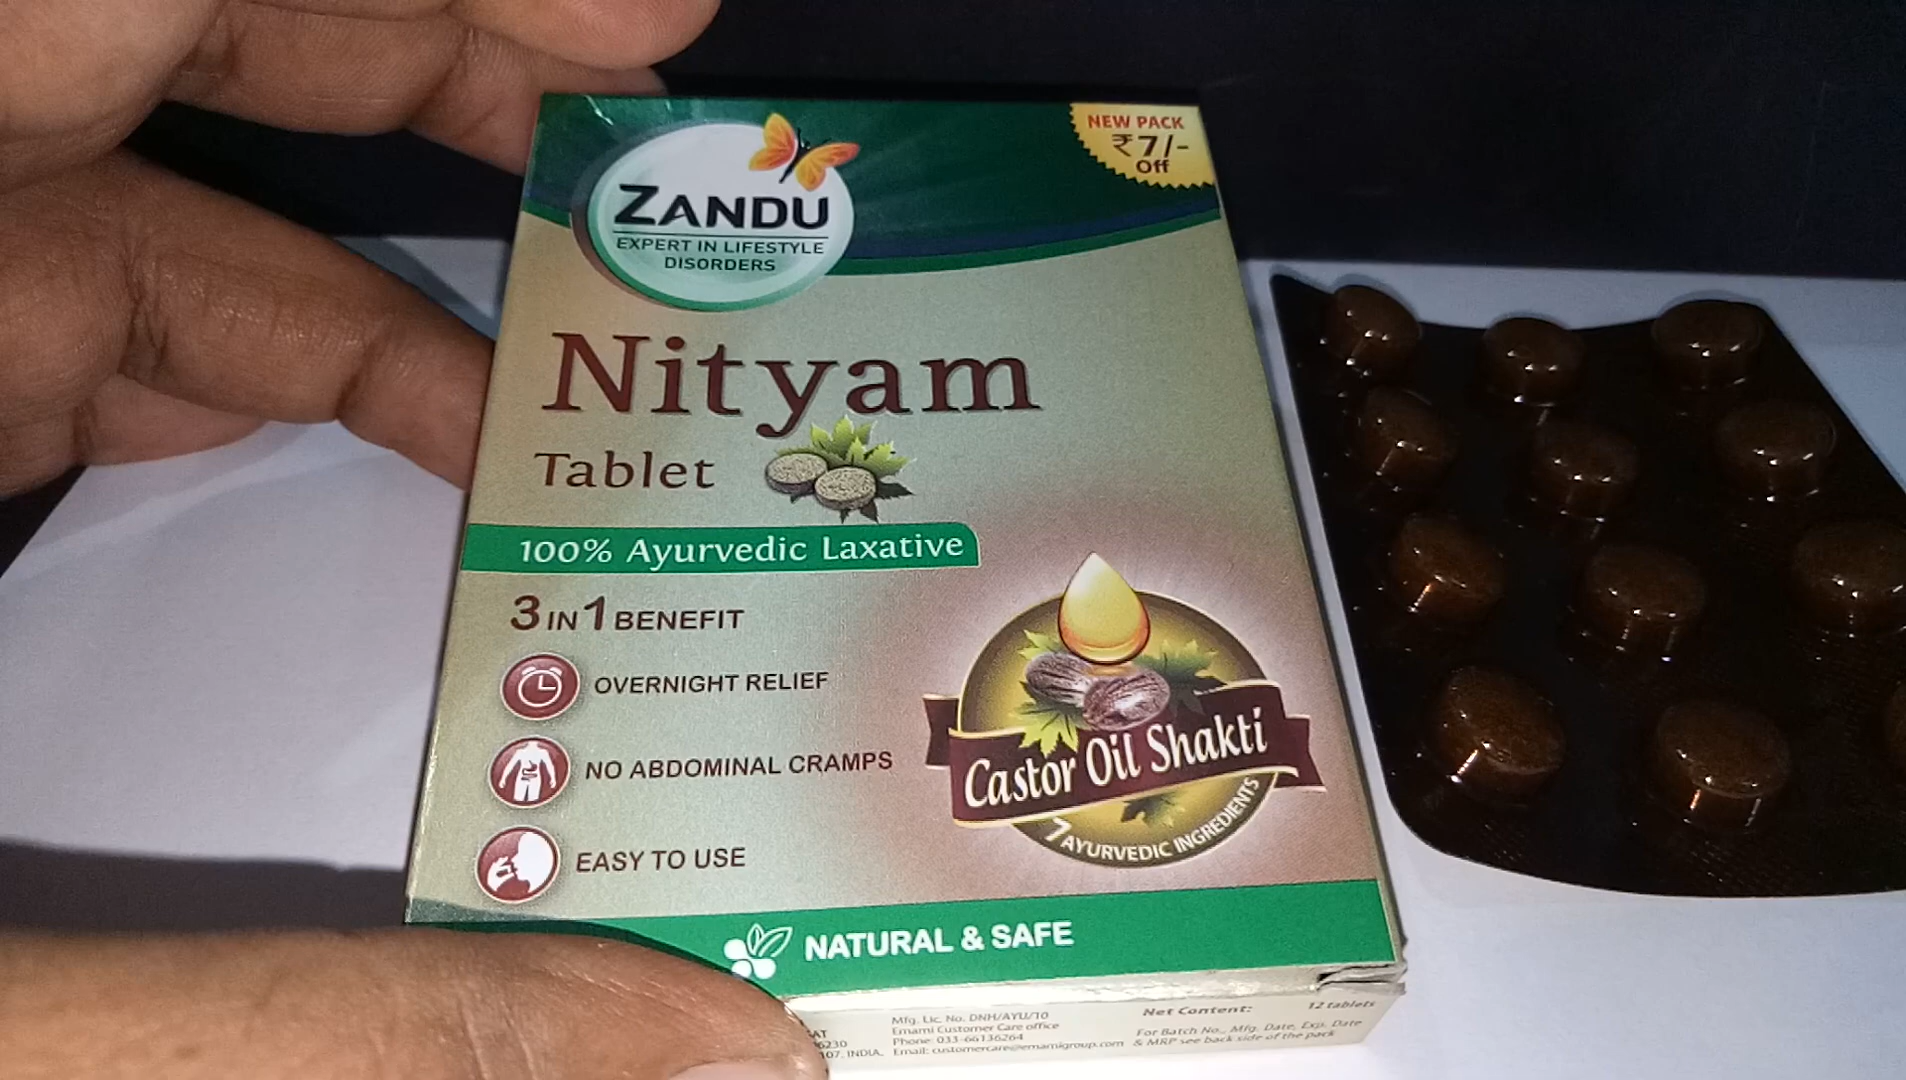 ZANDU
EXPERT IN LIFESTYLE
DISORDERS
NEW PACK
₹7/-
Off
Nityam
Tablet
100% Ayurvedic Laxative
3 IN 1 BENEFIT
OVERNIGHT RELIEF
NO ABDOMINAL CRAMPS
EASY TO USE
Castor Oil Shakti
7 AYURVEDIC INGREDIENTS
NATURAL & SAFE
Mfg. Lic. No. DNH/AYU/10
Emami Customer Care office
Phone: 033-66136264
Email: customercare@emamigroup.com
6230
107, INDIA.
Net Content: 12 tablets
For Batch No., Mfg. Date, Exp. Date
& MRP see back side of the pack